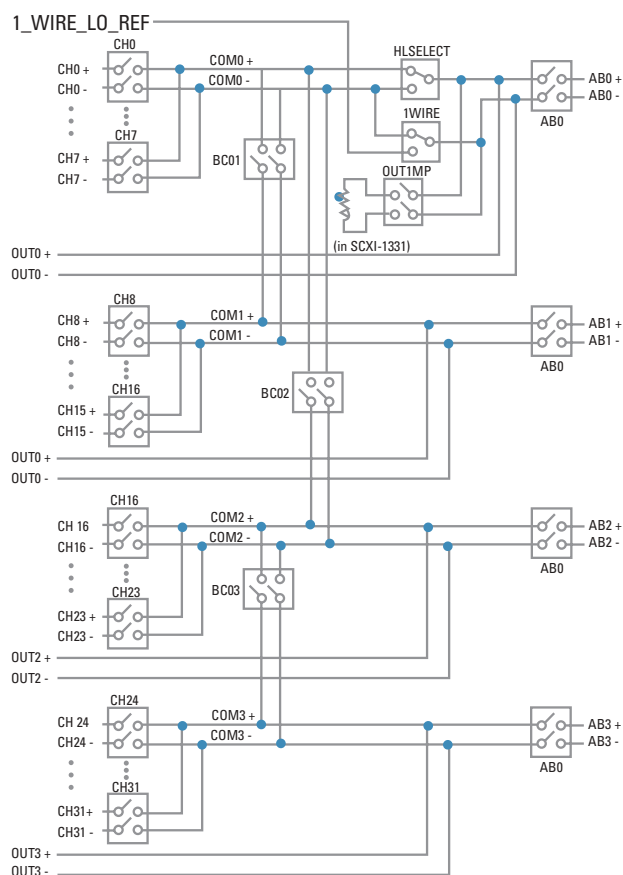 1_WIRE_LO_REF
CH0
HLSELECT
CH0 +
COM0 +
AB0 +
CH0 -
COM0 -
AB0 -
1WIRE
AB0
CH7
BC01
CH7 +
CH7 -
OUT1MP
(in SCXI-1331)
OUT0 +
OUT0 -
CH8
CH8 +
COM1 +
AB1 +
CH8 -
COM1 -
AB1 -
AB0
CH16
BC02
CH15 +
CH15 -
OUT0 +
OUT0 -
CH16
CH 16
COM2 +
AB2 +
CH16 -
COM2 -
AB2 -
AB0
CH23
BC03
CH23 +
CH23 -
OUT2 +
OUT2 -
CH24
CH 24
COM3 +
AB3 +
CH24 -
COM3 -
AB3 -
AB0
CH31
CH31+
CH31 -
OUT3 +
OUT3 -